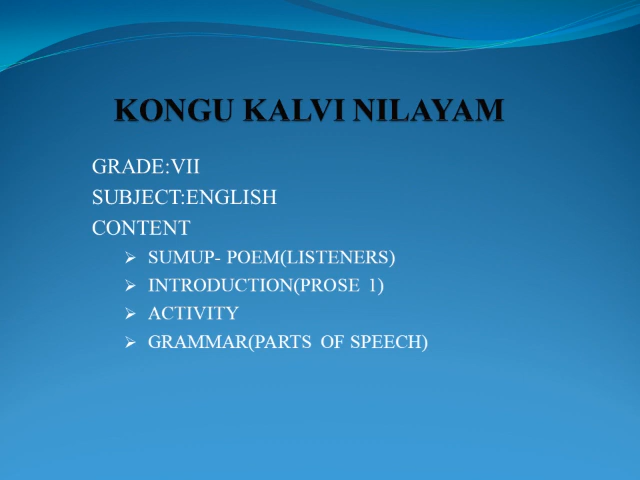 KONGU KALVI NILAYAM
GRADE:VII
SUBJECT:ENGLISH
CONTENT
➢ SUMUP- POEM(LISTENERS)
➢ INTRODUCTION(PROSE 1)
➢ ACTIVITY
➢ GRAMMAR(PARTS OF SPEECH)